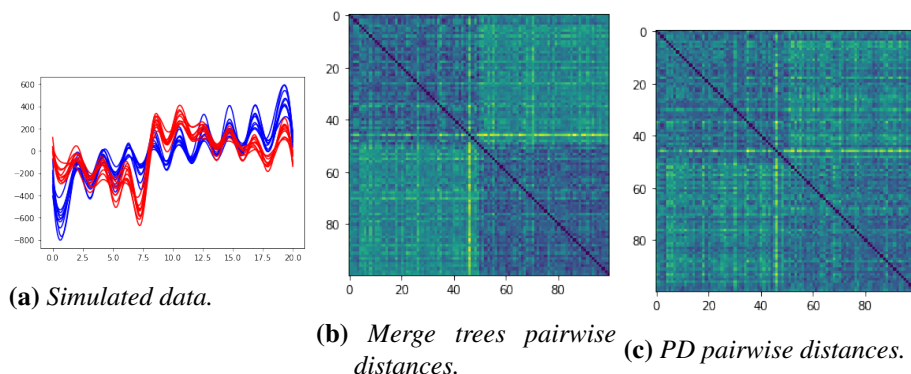 600
400
200
0
−200
−400
−600
−800
0.0 2.5 5.0 7.5 10.0 12.5 15.0 17.5 20.0
(a) Simulated data.
0
20
40
60
80
0 20 40 60 80
(b) Merge trees pairwise
distances.
0
20
40
60
80
0 20 40 60 80
(c) PD pairwise distances.